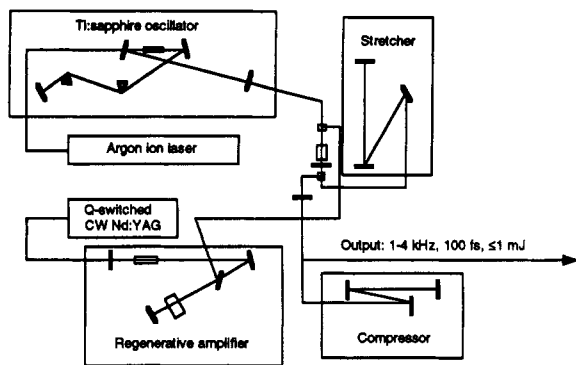 Ti:sapphire oscillator
Stretcher
Argon ion laser
Q-switched
CW Nd:YAG
Output: 1-4 kHz, 100 fs, ≤1 mJ
Regenerative amplifier
Compressor